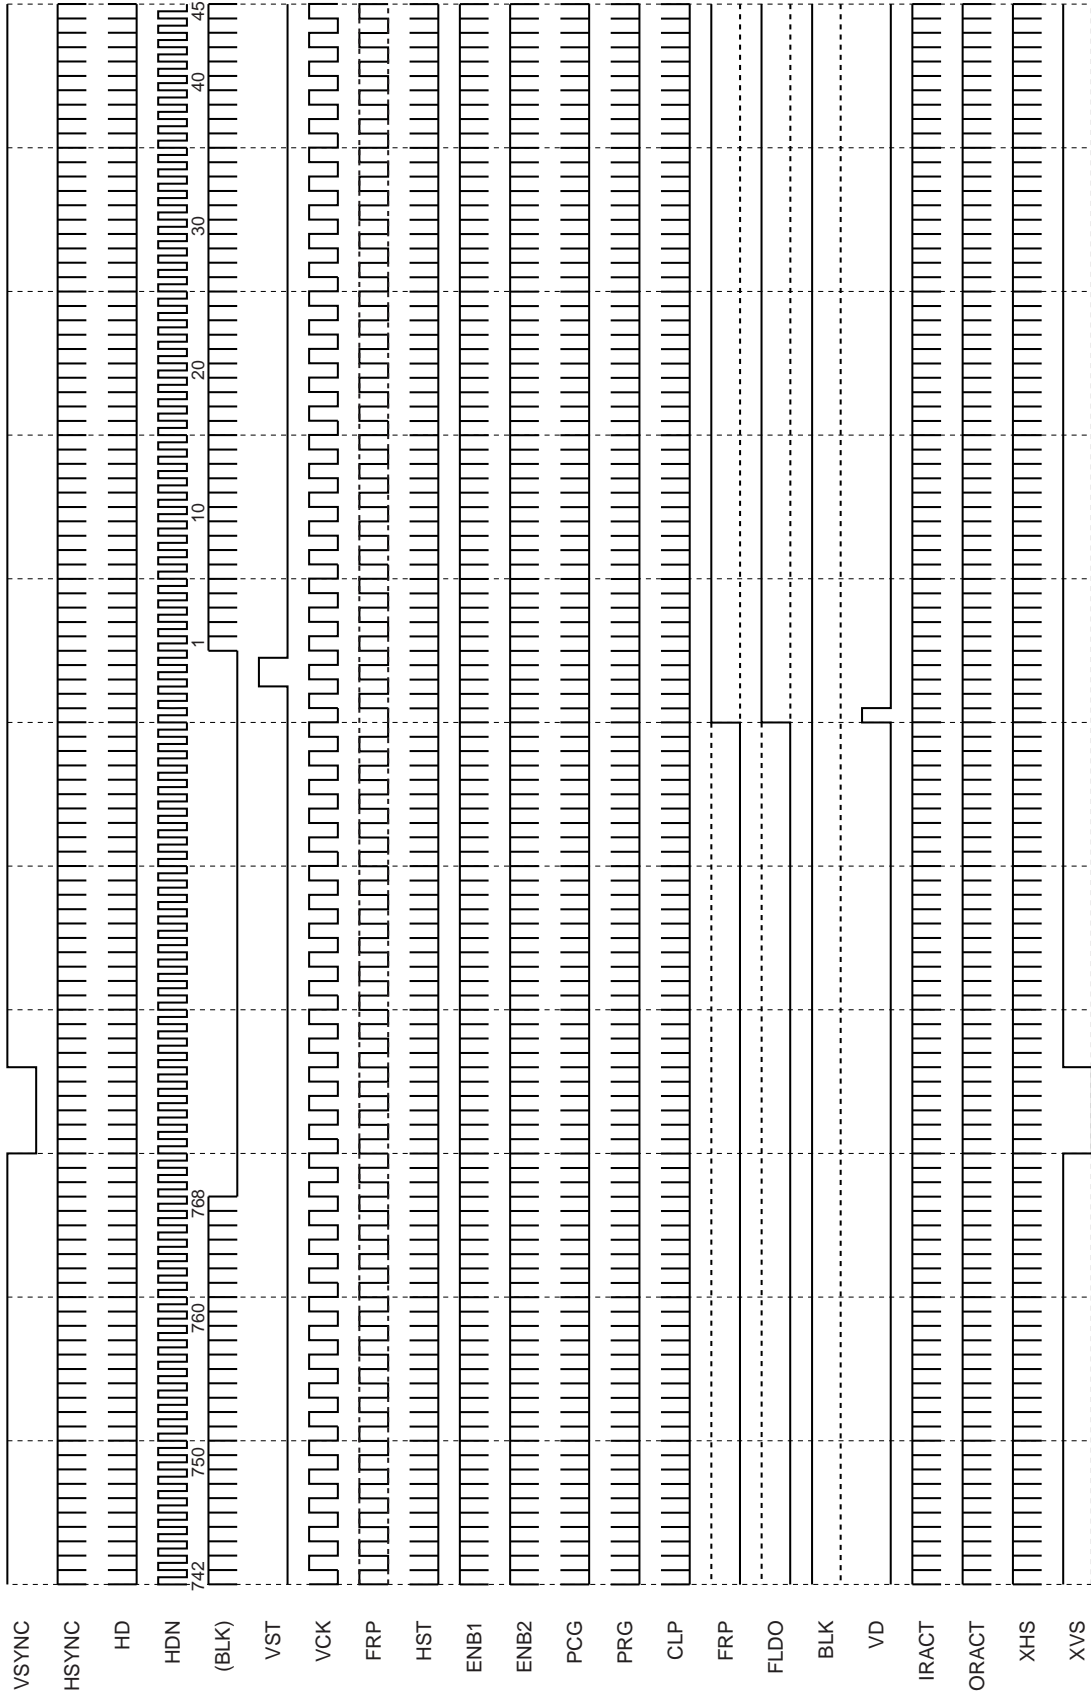 VSYNC
HSYNC
HD
HDN
(BLK)
742
750
760
768
1
10
20
30
40
45
VST
VCK
FRP
HST
ENB1
ENB2
PCG
PRG
CLP
FRP
FLDO
BLK
VD
IRACT
ORACT
XHS
XVS